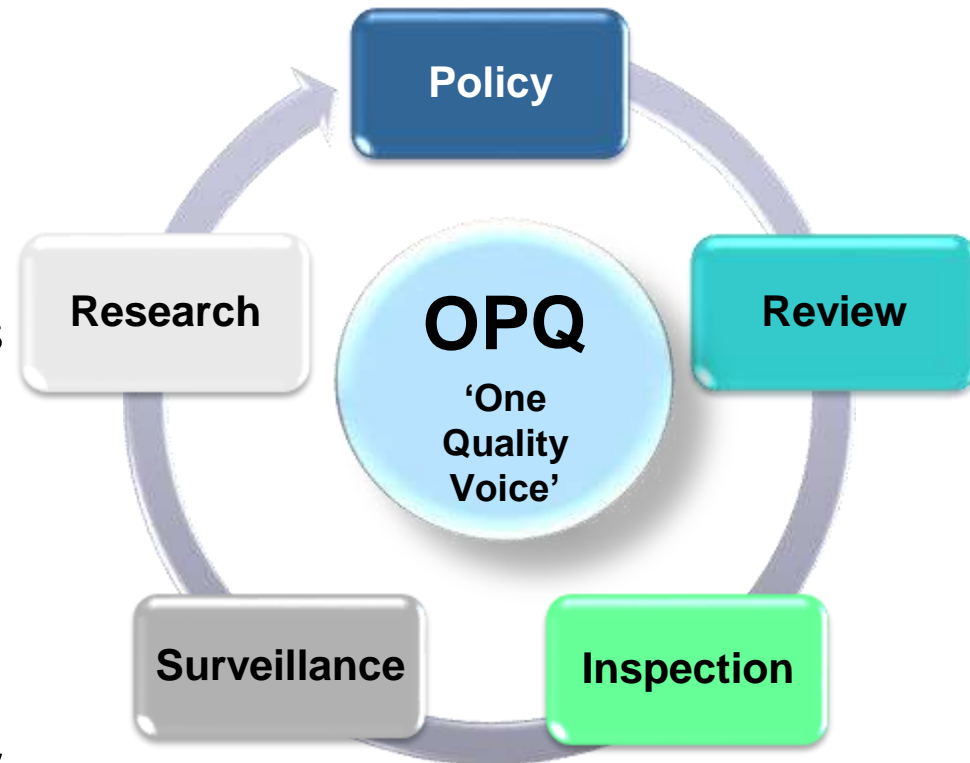 Policy
Research
OPQ
Review
‘One
Quality
Voice’
Surveillance
Inspection